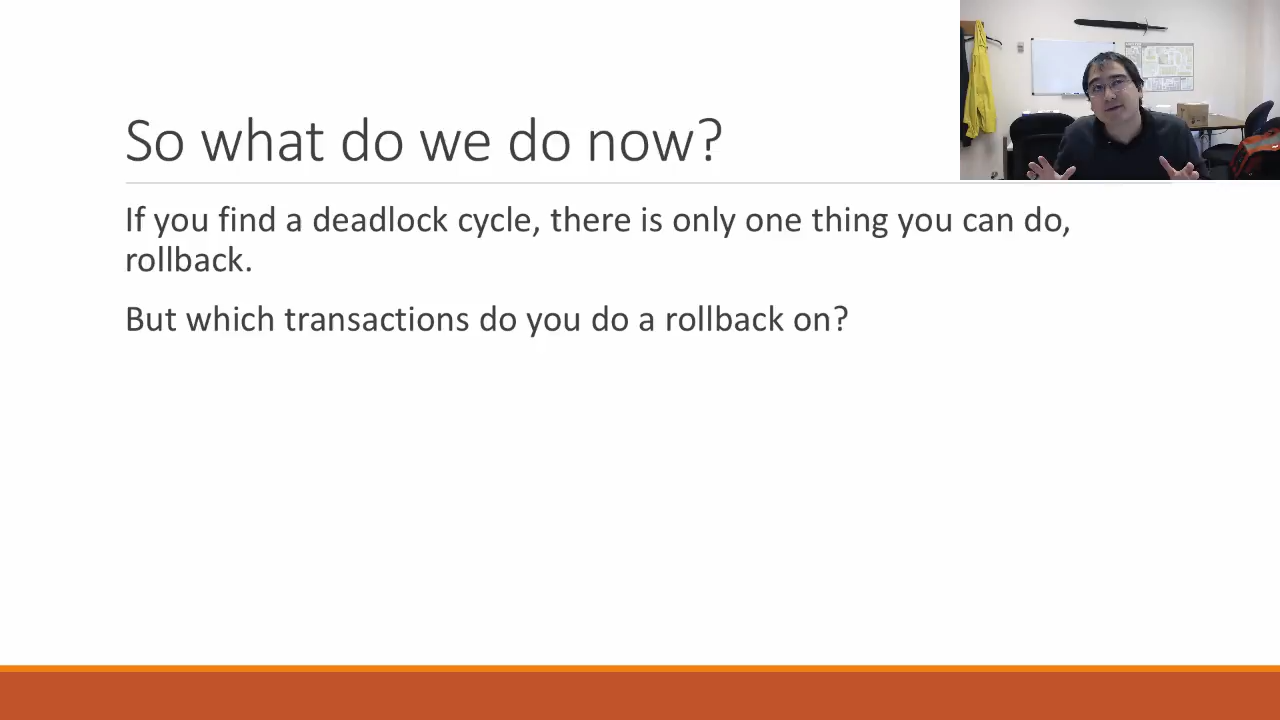 So what do we do now?
If you find a deadlock cycle, there is only one thing you can do,
rollback.
But which transactions do you do a rollback on?